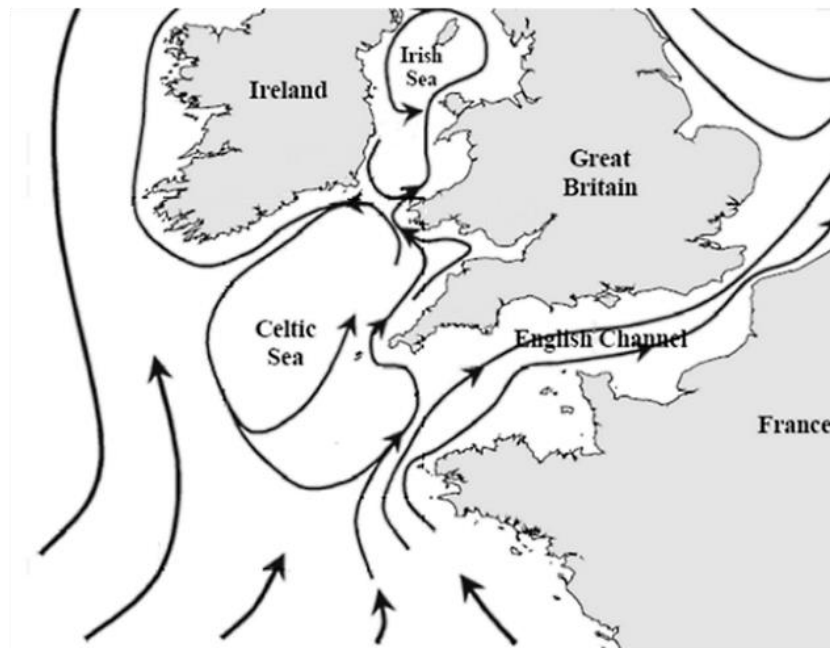 Irish
Sea
Ireland
Great
Britain
Celtic
Sea
English Channel
France